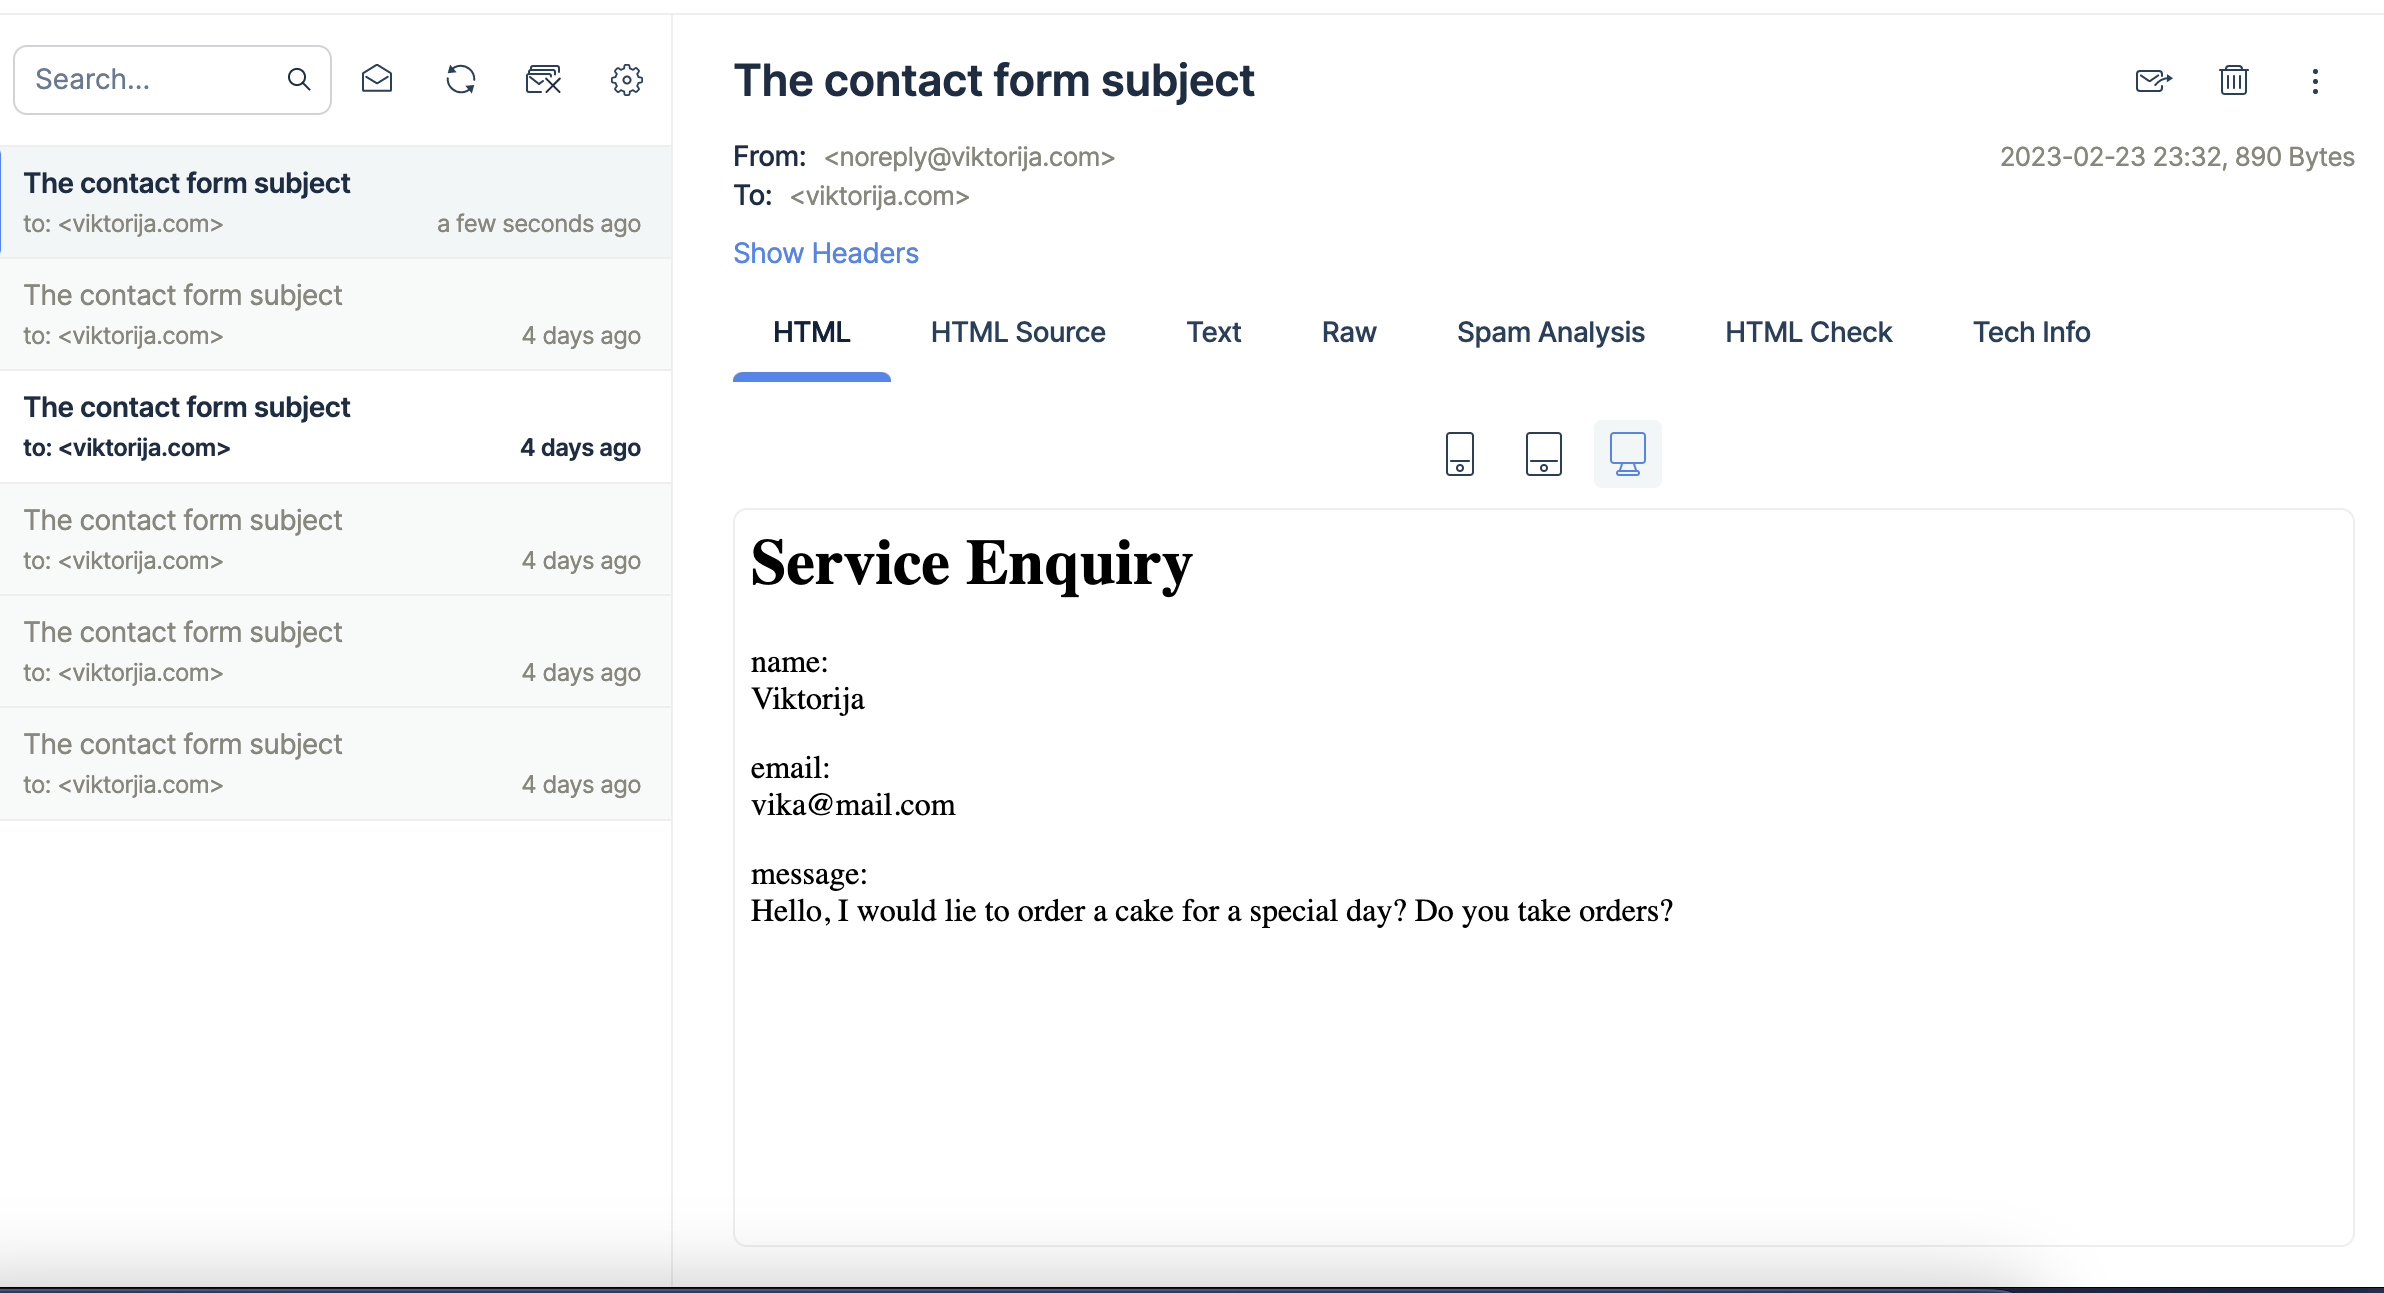 Search...
The contact form subject
to: <viktorija.com> a few seconds ago
The contact form subject
to: <viktorija.com> 4 days ago
The contact form subject
to: <viktorija.com> 4 days ago
The contact form subject
to: <viktorija.com> 4 days ago
The contact form subject
to: <viktorjia.com> 4 days ago
The contact form subject
to: <viktorjia.com> 4 days ago
The contact form subject
From: <noreply@viktorija.com> 2023-02-23 23:32, 890 Bytes
To: <viktorija.com>
Show Headers
HTML HTML Source Text Raw Spam Analysis HTML Check Tech Info
Service Enquiry
name:
Viktorija
email:
vika@mail.com
message:
Hello, I would lie to order a cake for a special day? Do you take orders?